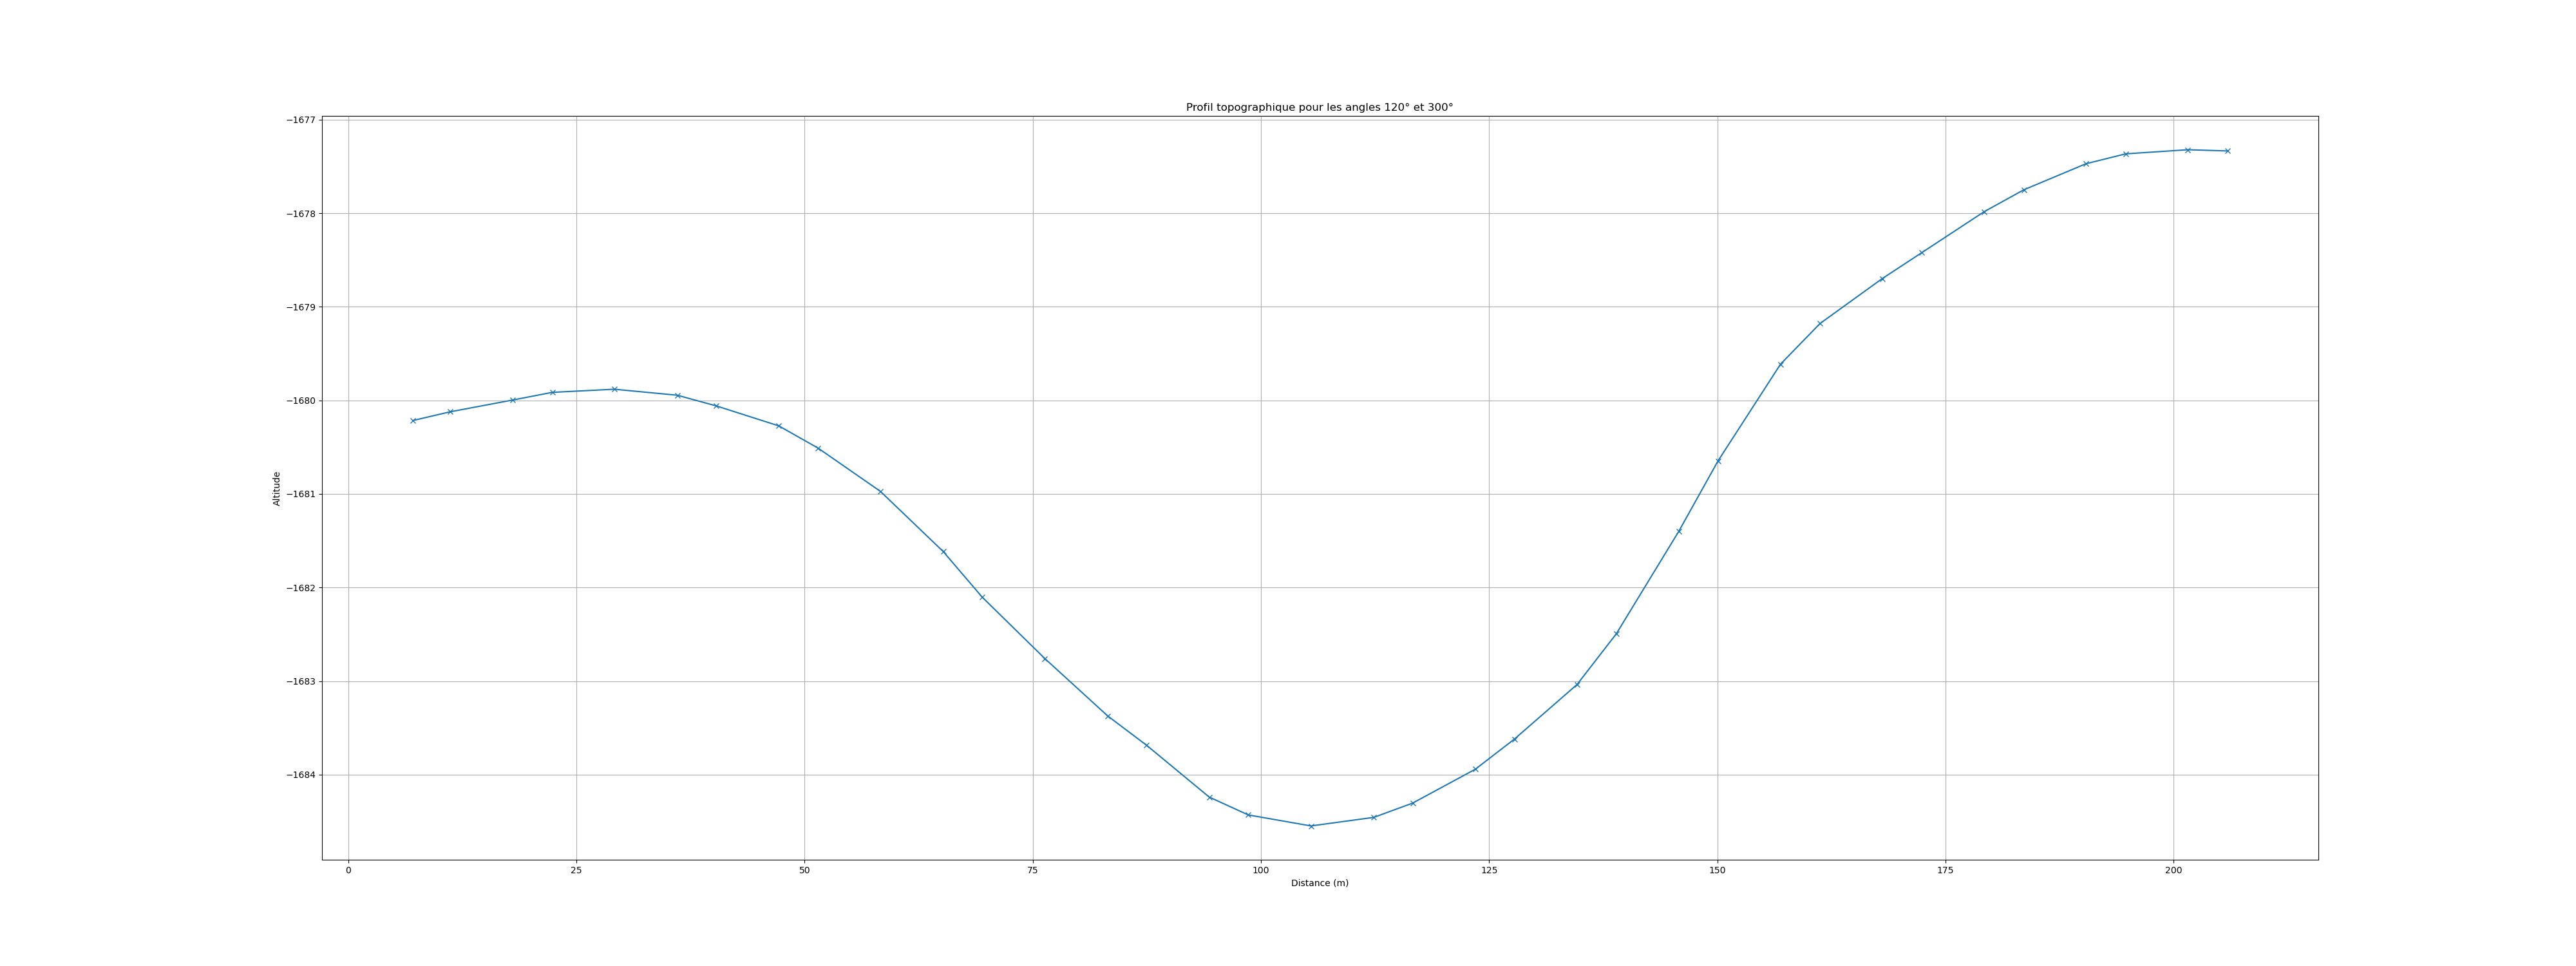 Profil topographique pour les angles 120° et 300°
−1677
−1678
−1679
−1680
−1681
−1682
−1683
−1684
Altitude
0 25 50 75 100 125 150 175 200
Distance (m)